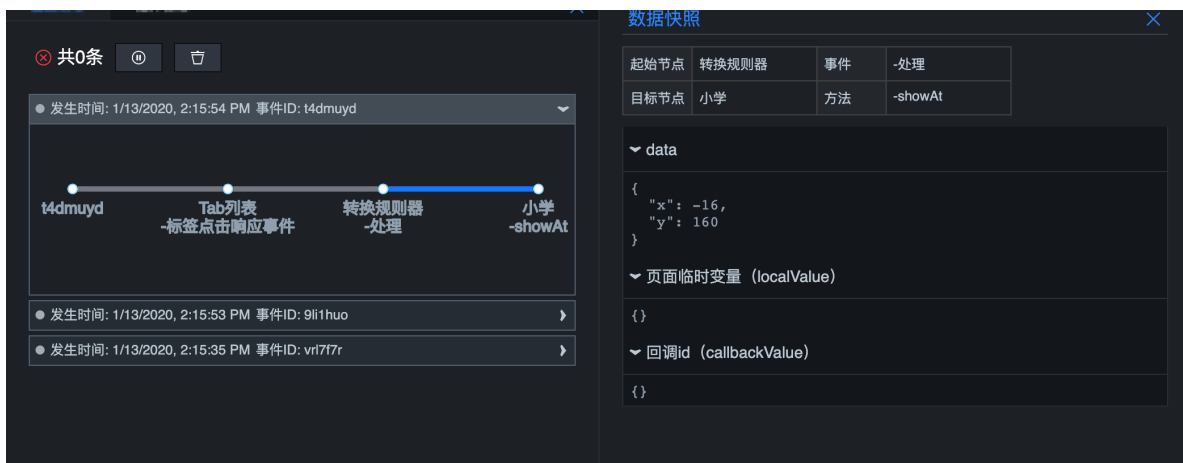 共0条
发生时间: 1/13/2020, 2:15:54 PM 事件ID: t4dmuyd
t4dmuyd
Tab列表
-标签点击响应事件
转换规则器
-处理
小学
-showAt
发生时间: 1/13/2020, 2:15:53 PM 事件ID: 9li1huo
发生时间: 1/13/2020, 2:15:35 PM 事件ID: vrl7f7r
数据快照
起始节点 转换规则器 事件 -处理
目标节点 小学 方法 -showAt
data
{
"x": -16,
"y": 160
}
页面临时变量（localValue）
{}
回调id（callbackValue）
{}